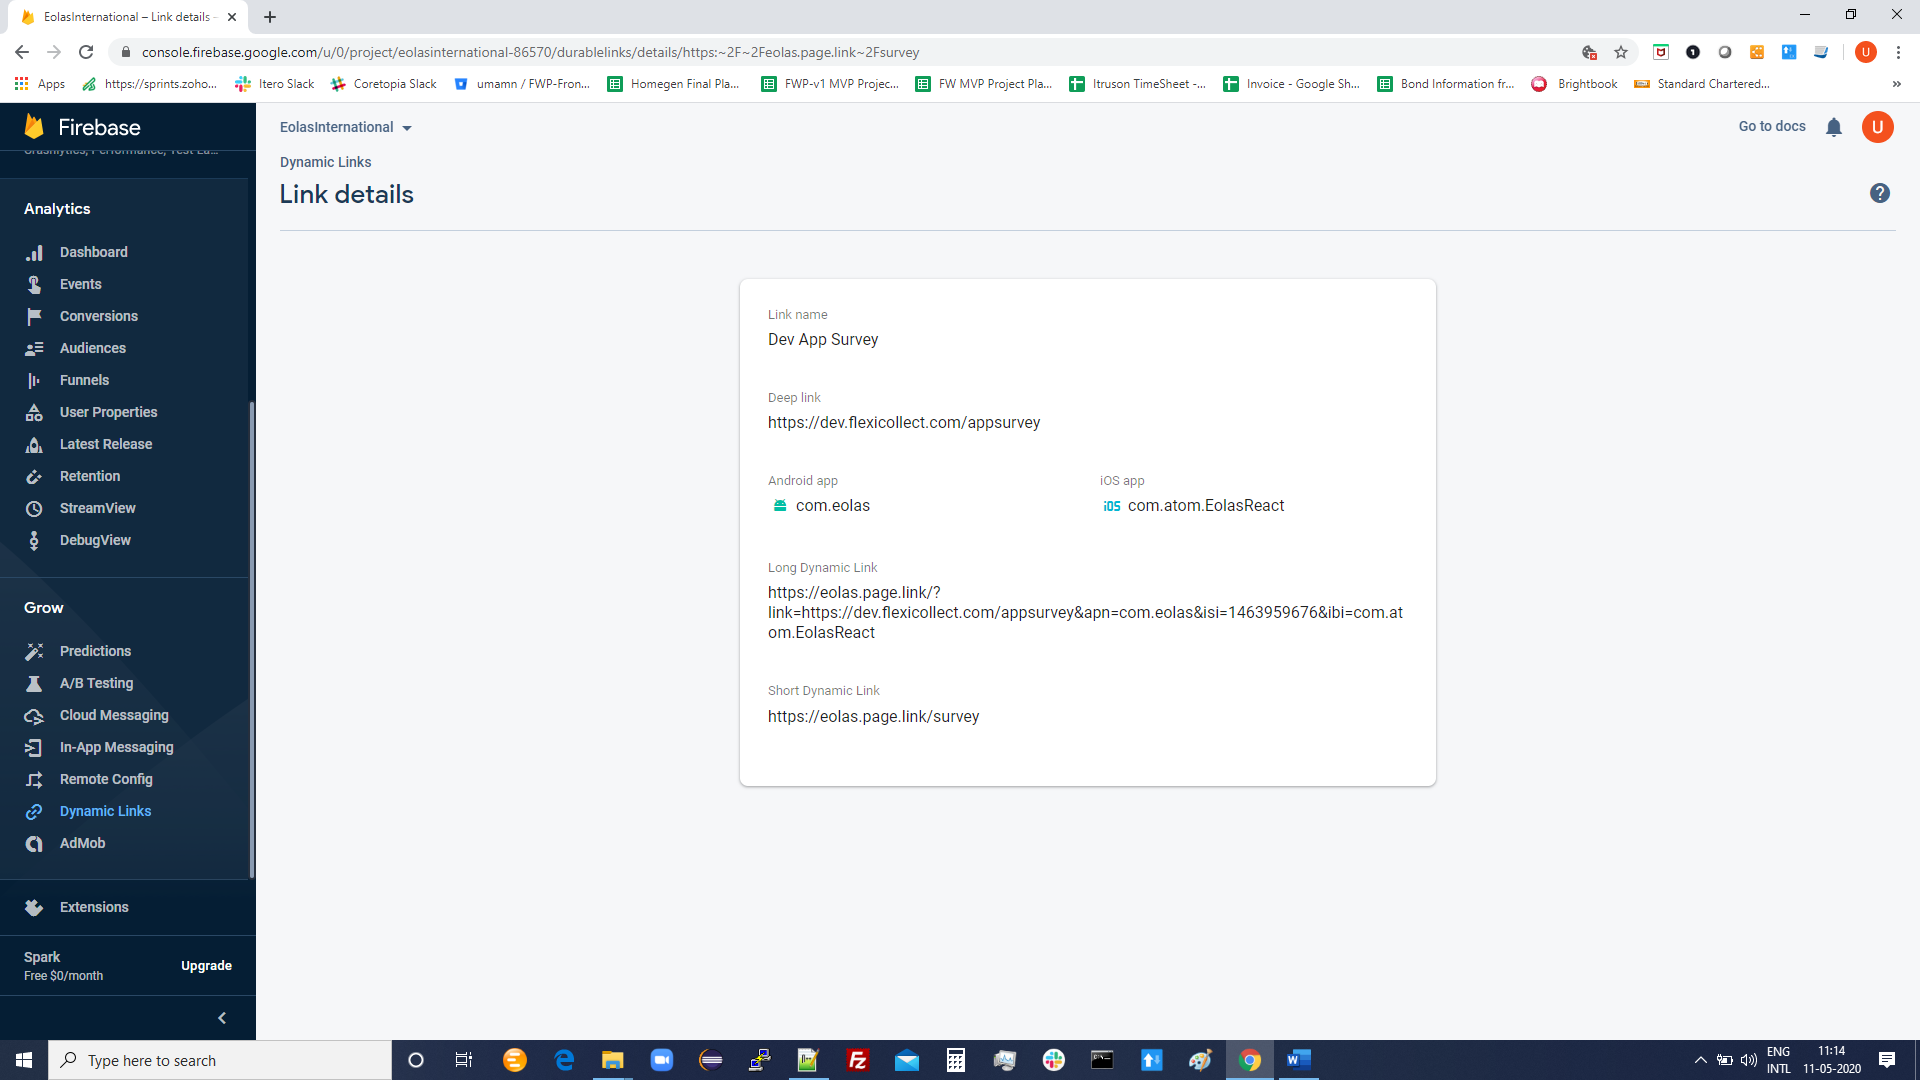 EolasInternational – Link details -
console.firebase.google.com/u/0/project/eolasinternational-86570/durablelinks/details/https:~2F~2Feolas.page.link~2Fsurvey
U
Apps
https://sprints.zoho...
Itero Slack
Coretopia Slack
umamn / FWP-Fron...
Homegen Final Pla...
FWP-v1 MVP Projec...
FW MVP Project Pla...
Itruson TimeSheet -...
Invoice - Google Sh...
Bond Information fr...
Brightbook
Standard Chartered...
»
Firebase
Crashlytics, Performance, Test La...
Analytics
Dashboard
Events
Conversions
Audiences
Funnels
User Properties
Latest Release
Retention
StreamView
DebugView
Grow
Predictions
A/B Testing
Cloud Messaging
In-App Messaging
Remote Config
Dynamic Links
AdMob
Extensions
Spark
Free $0/month
Upgrade
EolasInternational
Go to docs
U
Dynamic Links
Link details
?
Link name
Dev App Survey
Deep link
https://dev.flexicollect.com/appsurvey
Android app
com.eolas
iOS app
iOS com.atom.EolasReact
Long Dynamic Link
https://eolas.page.link/?
link=https://dev.flexicollect.com/appsurvey&apn=com.eolas&isi=1463959676&ibi=com.at
om.EolasReact
Short Dynamic Link
https://eolas.page.link/survey
Type here to search
ENG
INTL
11:14
11-05-2020